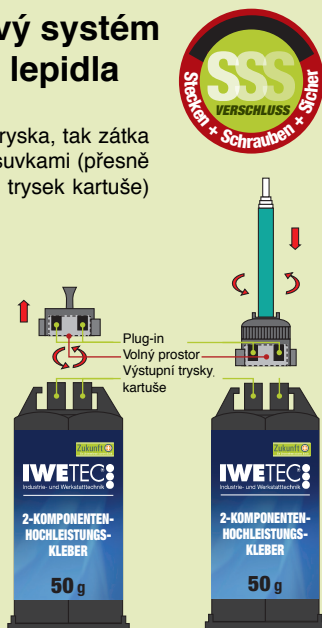 vý systém
lepidla
SSS
VERSCHLUSS
Stecken + Schrauben + Sicher
ryska, tak zátka
suvkami (přesně
trysek kartuše)
Plug-in
Volný prostor
Výstupní trysky
kartuše
Zukunft
IWETEC
Industrie- und Werkstatttechnik
2-KOMPONENTEN-
HOCHLEISTUNGS-
KLEBER
50 g
Zukunft
IWETEC
Industrie- und Werkstatttechnik
2-KOMPONENTEN-
HOCHLEISTUNGS-
KLEBER
50 g